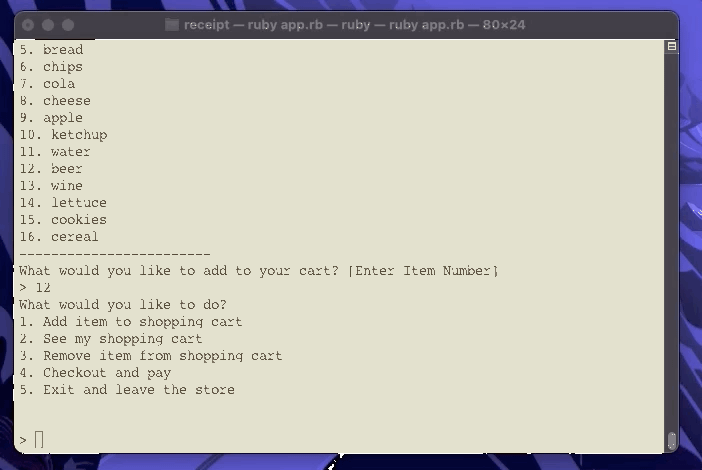 receipt — ruby app.rb — ruby — ruby app.rb — 80×24
5. bread
6. chips
7. cola
8. cheese
9. apple
10. ketchup
11. water
12. beer
13. wine
14. lettuce
15. cookies
16. cereal
------------------------
What would you like to add to your cart? [Enter Item Number]
> 12
What would you like to do?
1. Add item to shopping cart
2. See my shopping cart
3. Remove item from shopping cart
4. Checkout and pay
5. Exit and leave the store
>